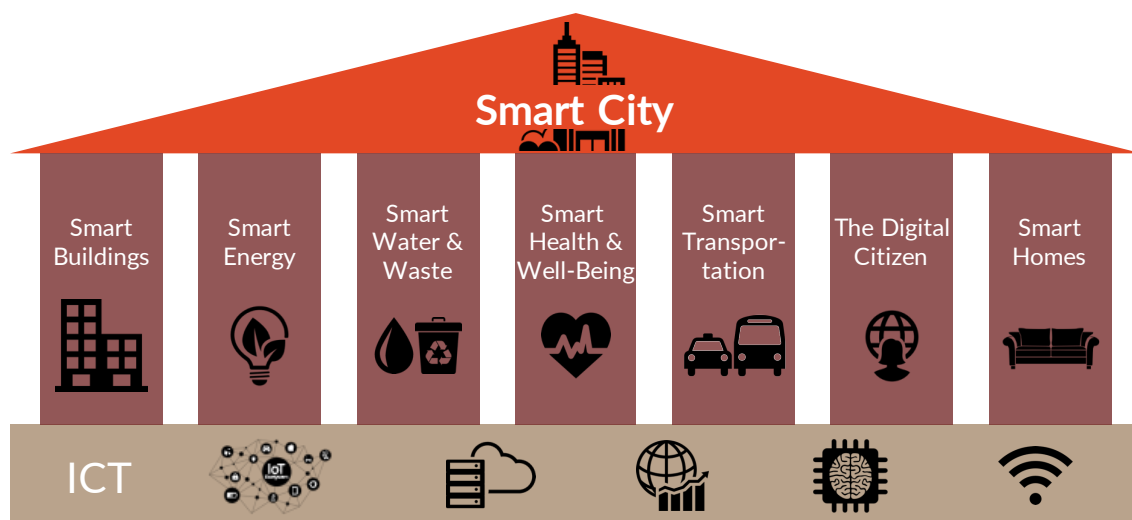 Smart City
Smart
Buildings
Smart
Energy
Smart
Water &
Waste
Smart
Health &
Well-Being
Smart
Transpor-
tation
The Digital
Citizen
Smart
Homes
ICT
IoT
Ecosystem